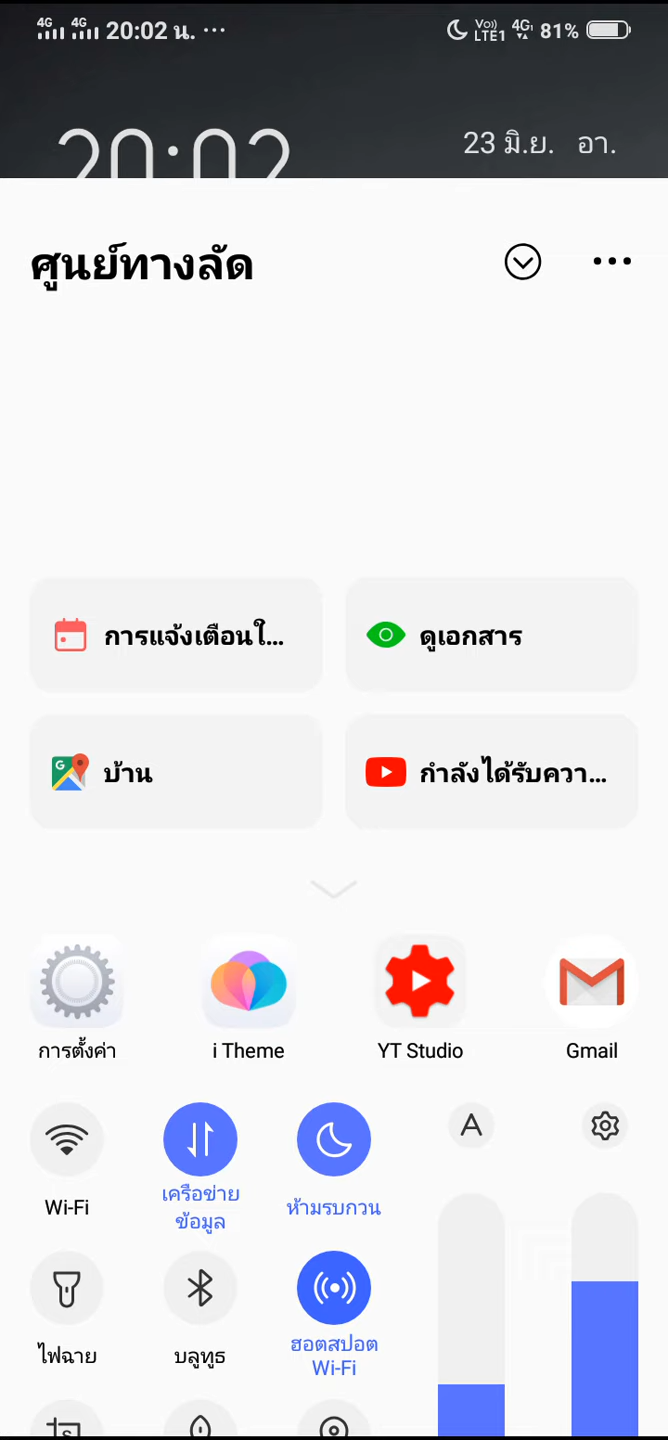 4G 4G 20:02 น. ... Vo)) LTE1 4G 81%
20:02
23 มิ.ย. อา.
ศูนย์ทางลัด
การแจ้งเตือนใ...
ดูเอกสาร
บ้าน
กำลังได้รับควา...
การตั้งค่า
i Theme
YT Studio
Gmail
A
Wi-Fi
เครือข่าย
ข้อมูล
ห้ามรบกวน
ไฟฉาย
บลูทูธ
ฮอตสปอต
Wi-Fi